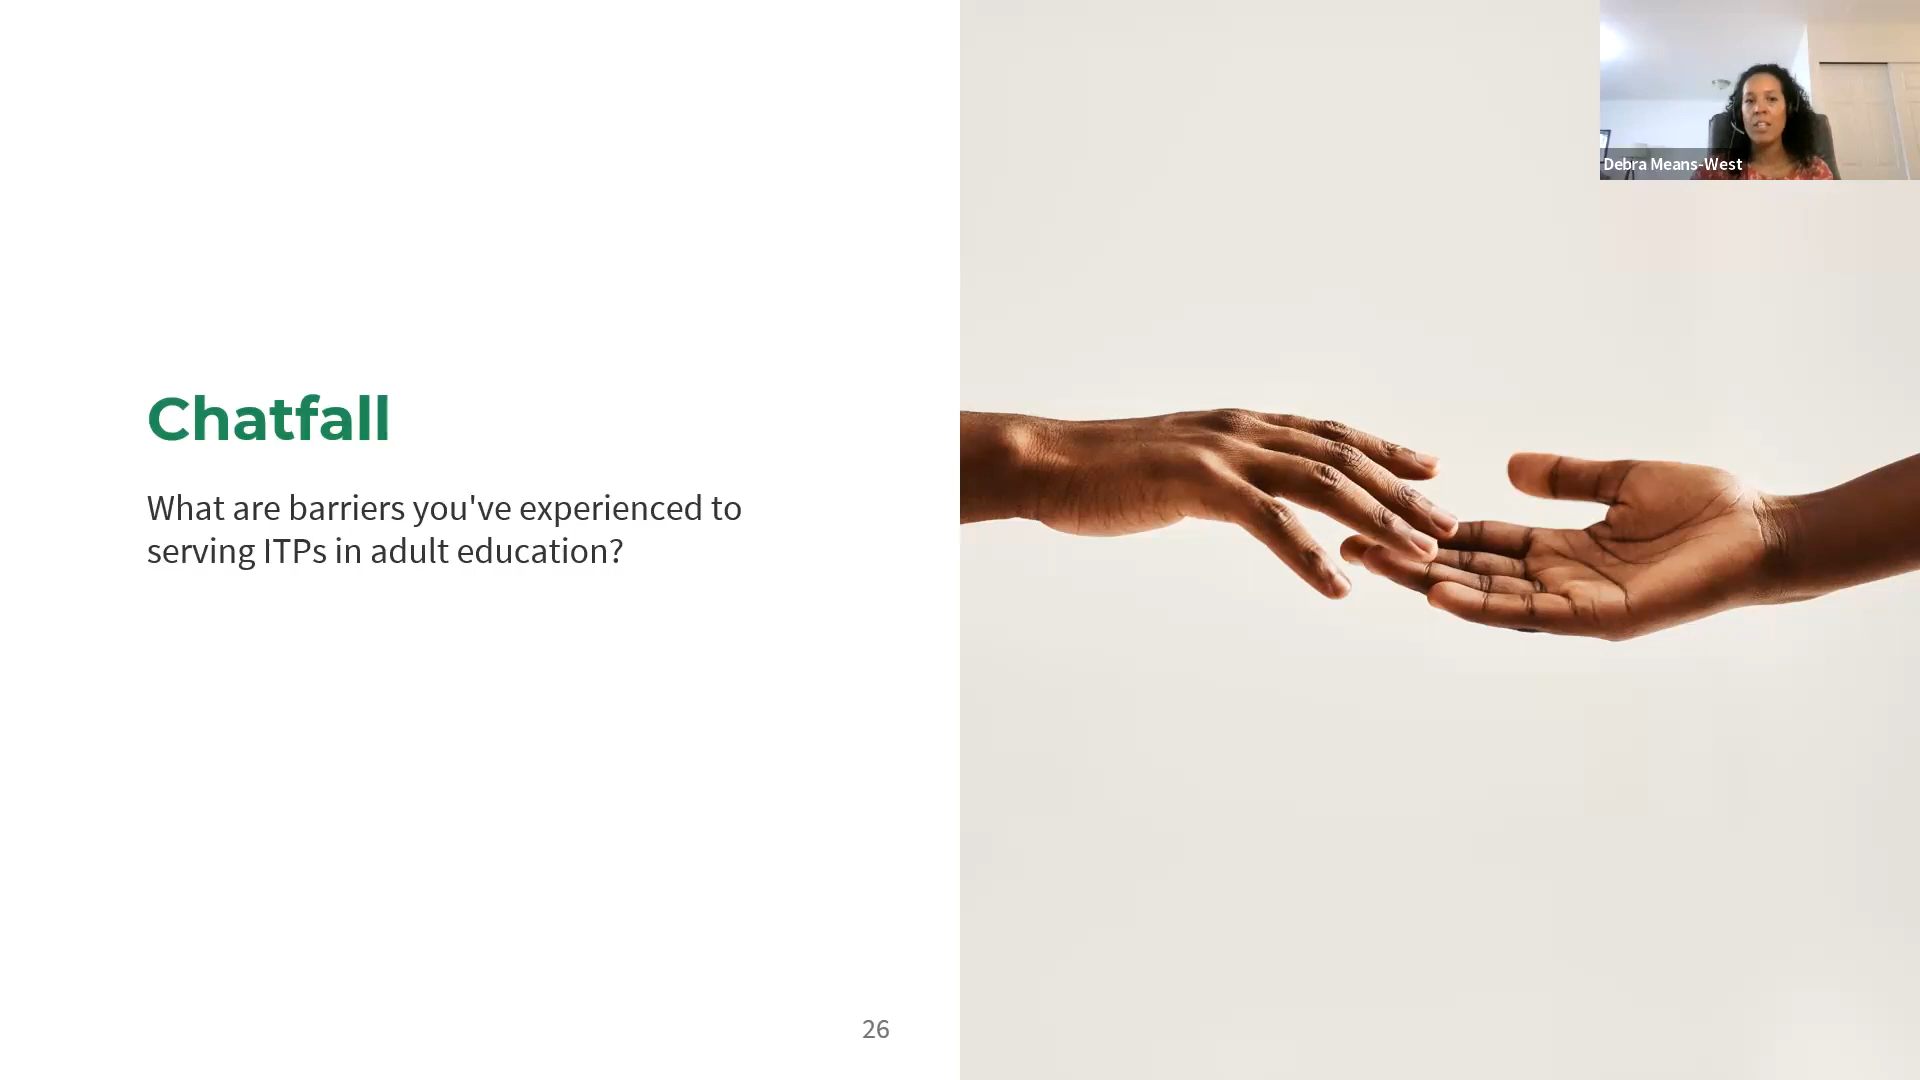 Debra Means-West
Chatfall
What are barriers you've experienced to
serving ITPs in adult education?
26